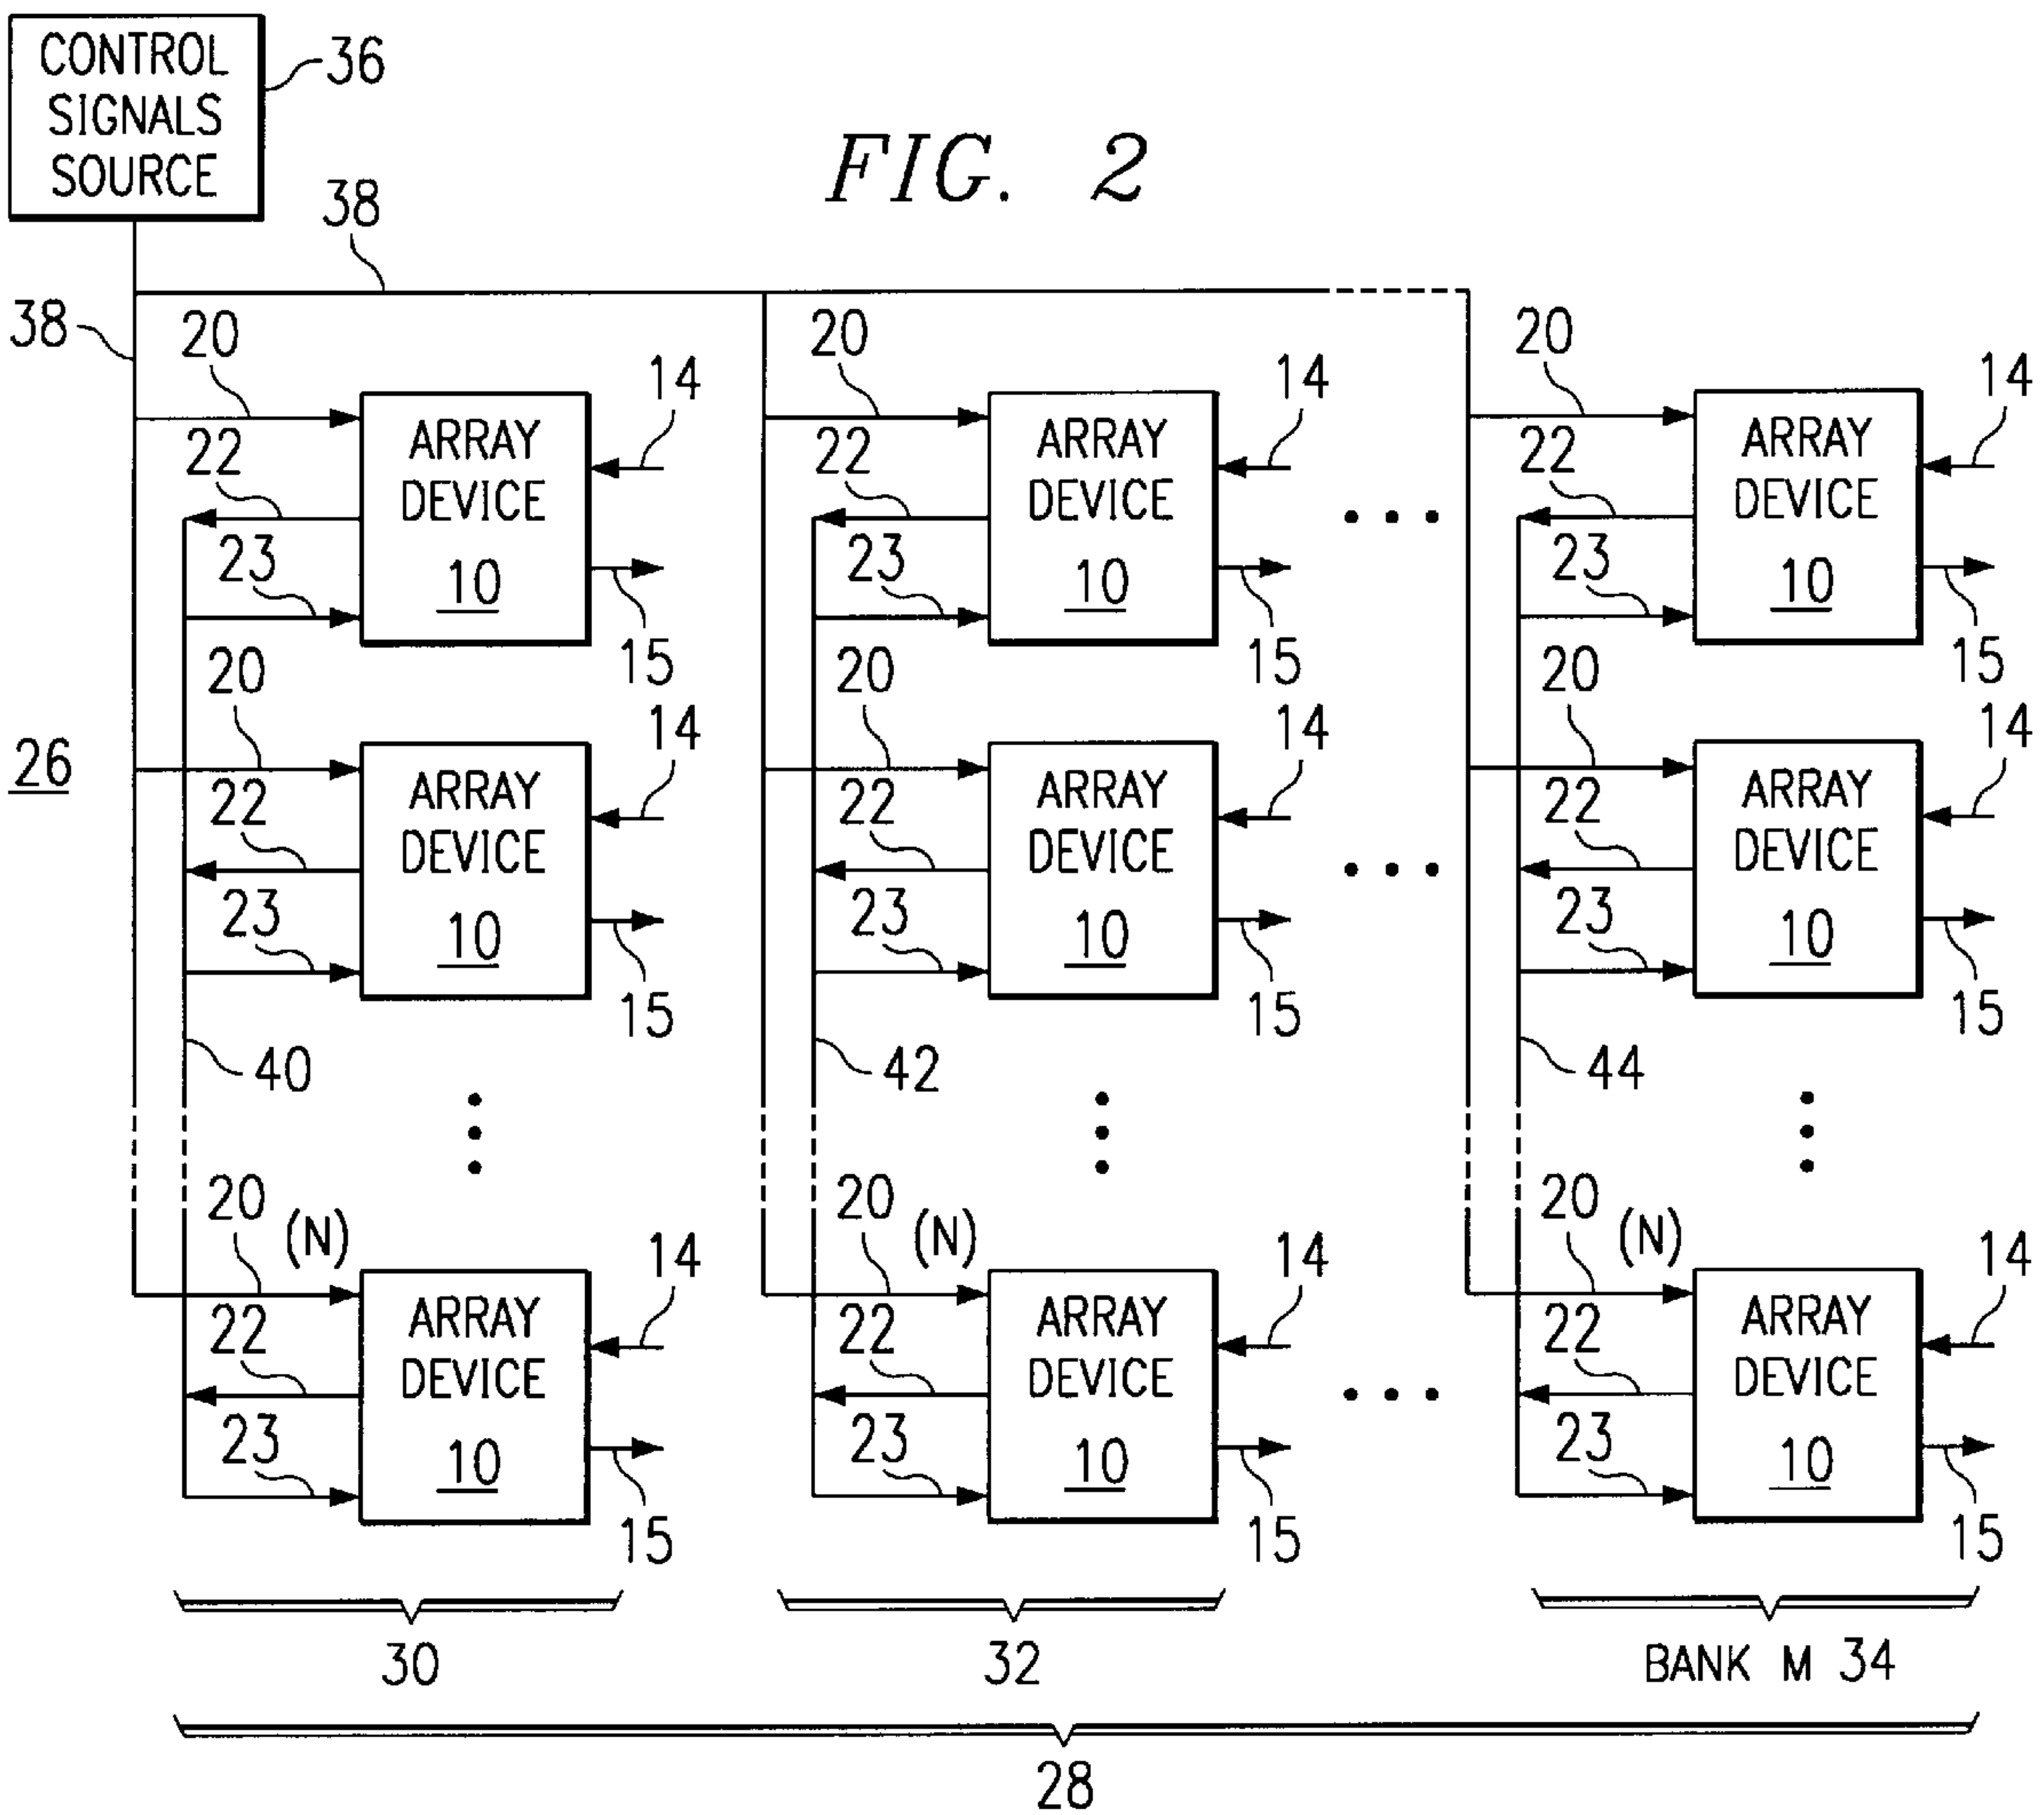 CONTROL
SIGNALS
SOURCE
36
FIG. 2
38
38
20
20
20
14
14
14
ARRAY
DEVICE
10
ARRAY
DEVICE
10
ARRAY
DEVICE
10
22
22
22
23
23
23
15
15
15
20
20
20
14
14
14
26
ARRAY
DEVICE
10
ARRAY
DEVICE
10
ARRAY
DEVICE
10
22
22
22
23
23
23
15
15
15
40
42
44
20
(N)
20
(N)
20
(N)
14
14
14
ARRAY
DEVICE
10
ARRAY
DEVICE
10
ARRAY
DEVICE
10
22
22
22
23
23
23
15
15
15
30
32
BANK M 34
28